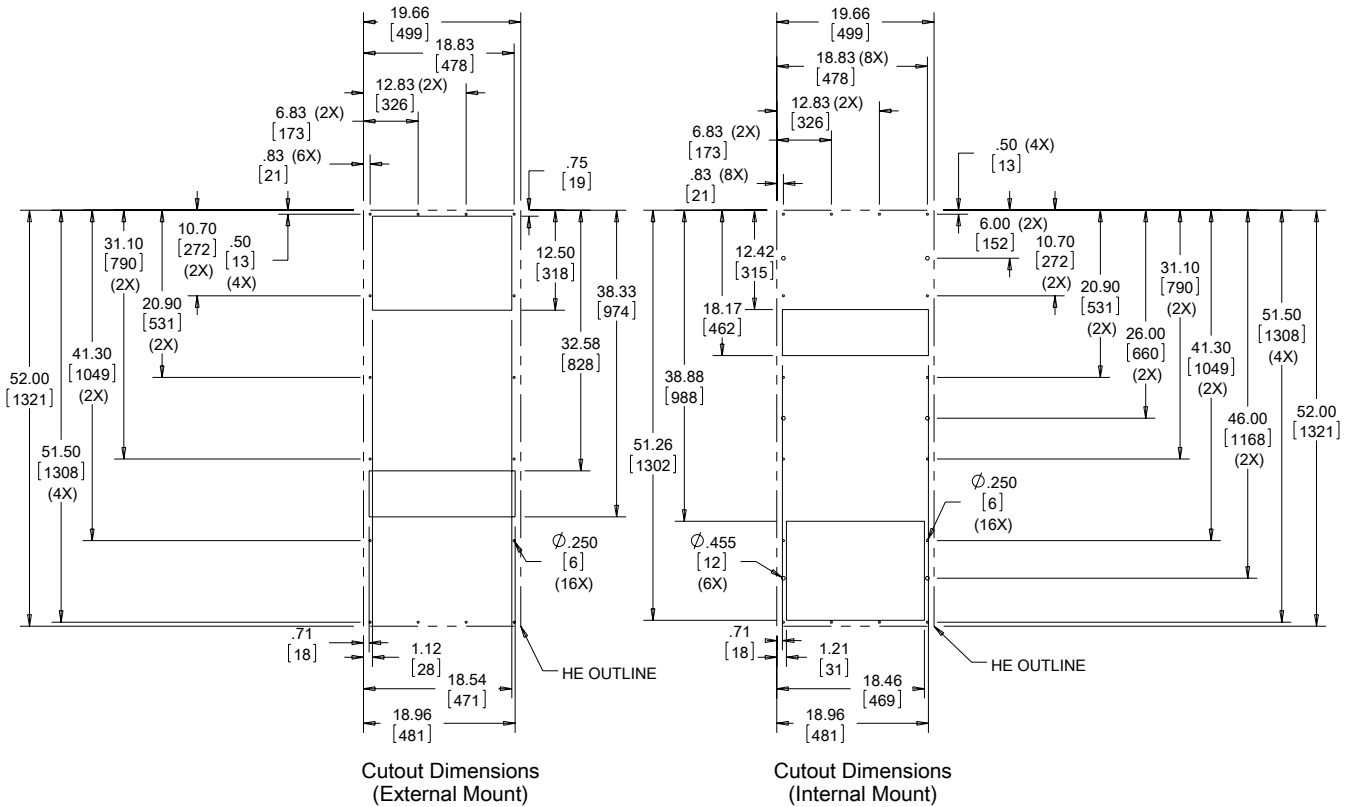 19.66
[499]
18.83
[478]
12.83 (2X)
[326]
6.83 (2X)
[173]
.83 (6X)
[21]
.75
[19]
10.70
[272]
(2X)
.50
[13]
(4X)
31.10
[790]
(2X)
20.90
[531]
(2X)
41.30
[1049]
(2X)
52.00
[1321]
51.50
[1308]
(4X)
12.50
[318]
38.33
[974]
32.58
[828]
Ø.250
[6]
(16X)
.71
[18]
1.12
[28]
HE OUTLINE
18.54
[471]
18.96
[481]
Cutout Dimensions
(External Mount)
19.66
[499]
18.83 (8X)
[478]
12.83 (2X)
[326]
6.83 (2X)
[173]
.83 (8X)
[21]
.50 (4X)
[13]
6.00 (2X)
[152]
10.70
[272]
(2X)
12.42
[315]
18.17
[462]
31.10
[790]
(2X)
20.90
[531]
(2X)
51.50
[1308]
(4X)
26.00
[660]
(2X)
41.30
[1049]
(2X)
38.88
[988]
46.00
[1168]
(2X)
52.00
[1321]
51.26
[1302]
Ø.250
[6]
(16X)
Ø.455
[12]
(6X)
.71
[18]
1.21
[31]
HE OUTLINE
18.46
[469]
18.96
[481]
Cutout Dimensions
(Internal Mount)